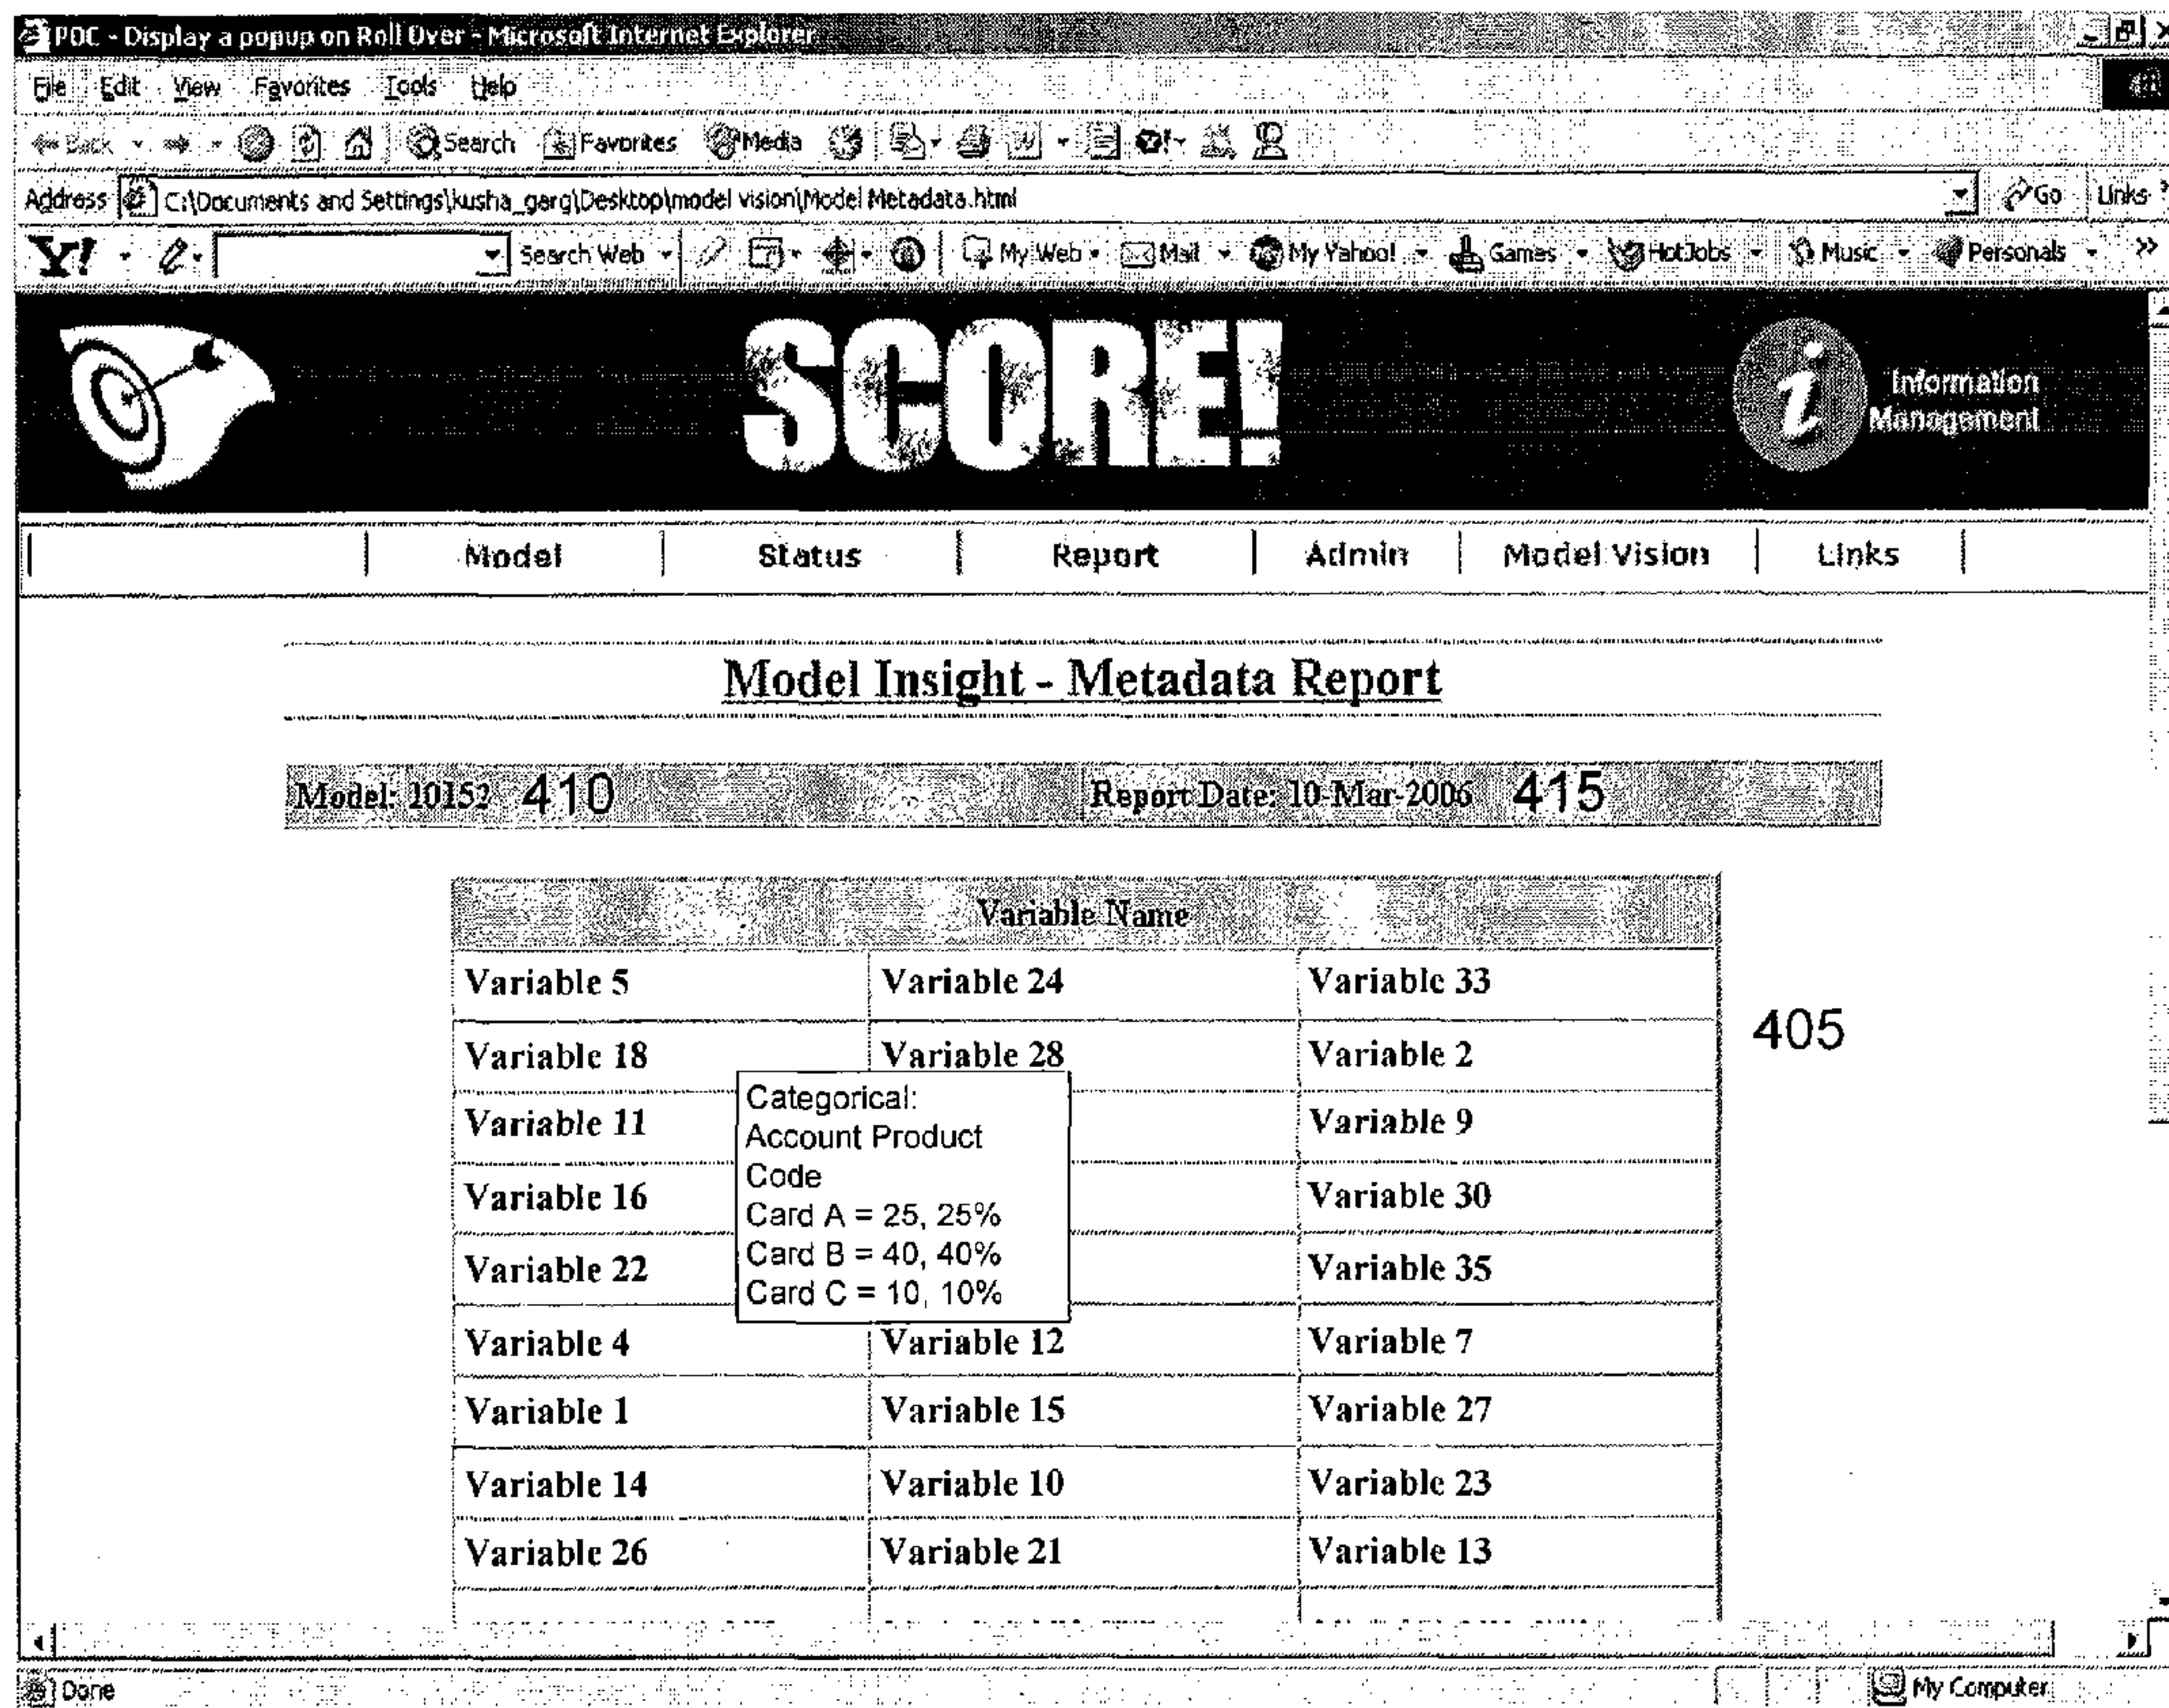 POC - Display a popup on Roll Over - Microsoft Internet Explorer
File Edit View Favorites Tools Help
Back Search Favorites Media
Address C:\Documents and Settings\kusha_garg\Desktop\model vision\Model Metadata.html Go Links
Y! Search Web My Web Mail My Yahoo! Games HotJobs Music Personals
SCORE!
i Information
Management
Model Status Report Admin Model Vision Links
Model Insight - Metadata Report
Model: 10152 410 Report Date: 10-Mar-2006 415
Variable Name
Variable 5 Variable 24 Variable 33
405
Variable 18 Variable 28 Variable 2
Categorical:
Account Product
Code
Card A = 25, 25%
Card B = 40, 40%
Card C = 10, 10%
Variable 11 Variable 9
Variable 16 Variable 30
Variable 22 Variable 35
Variable 4 Variable 12 Variable 7
Variable 1 Variable 15 Variable 27
Variable 14 Variable 10 Variable 23
Variable 26 Variable 21 Variable 13
Done My Computer